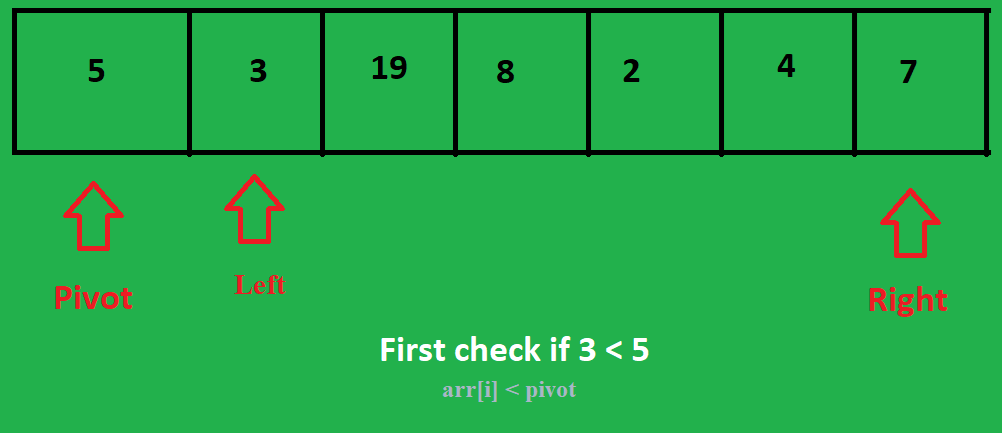 5 3 19 8 2 4 7
Pivot Left Right
First check if 3 < 5
arr[i] < pivot